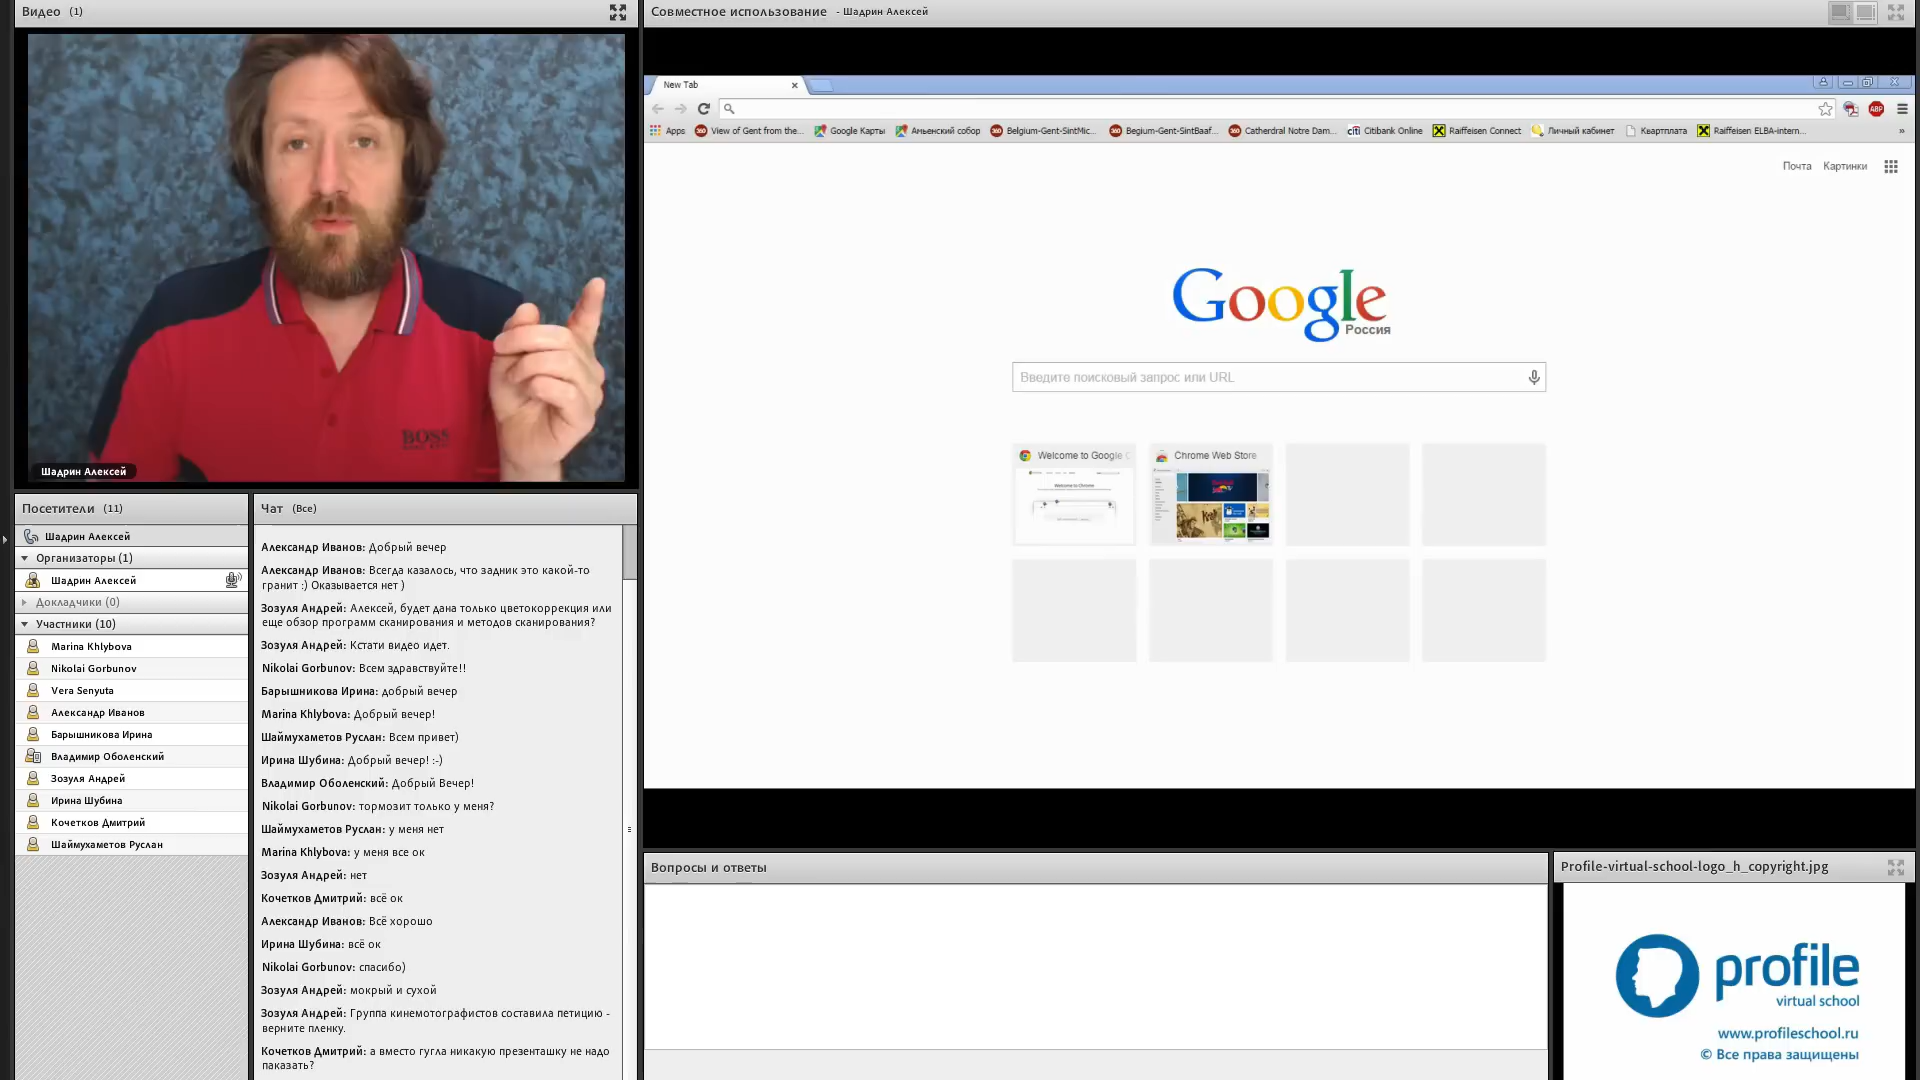 Видео (1)
BOSS
Шадрин Алексей
Посетители (11)
Шадрин Алексей
Организаторы (1)
Шадрин Алексей
Докладчики (0)
Участники (10)
Marina Khlybova
Nikolai Gorbunov
Vera Senyuta
Александр Иванов
Барышникова Ирина
Владимир Оболенский
Зозуля Андрей
Ирина Шубина
Кочетков Дмитрий
Шаймухаметов Руслан
Чат (Все)
Александр Иванов: Добрый вечер
Александр Иванов: Всегда казалось, что задник это какой-то
гранит :) Оказывается нет )
Зозуля Андрей: Алексей, будет дана только цветокоррекция или
еще обзор программ сканирования и методов сканирования?
Зозуля Андрей: Кстати видео идет.
Nikolai Gorbunov: Всем здравствуйте!!
Барышникова Ирина: добрый вечер
Marina Khlybova: Добрый вечер!
Шаймухаметов Руслан: Всем привет)
Ирина Шубина: Добрый вечер! :-)
Владимир Оболенский: Добрый Вечер!
Nikolai Gorbunov: тормозит только у меня?
Шаймухаметов Руслан: у меня нет
Marina Khlybova: у меня все ок
Зозуля Андрей: нет
Кочетков Дмитрий: всё ок
Александр Иванов: Всё хорошо
Ирина Шубина: всё ок
Nikolai Gorbunov: спасибо)
Зозуля Андрей: мокрый и сухой
Зозуля Андрей: Группа кинемотографистов составила петицию -
верните пленку.
Кочетков Дмитрий: а вместо гугла никакую презенташку не надо
паказать?
Совместное использование - Шадрин Алексей
New Tab
ABP
Apps View of Gent from the... Google Карты Аньенский собор Belgium-Gent-SintMic... Begium-Gent-SintBaaf... Catherdral Notre Dam... citi Citibank Online Raiffeisen Connect Личный кабинет Квартплата Raiffeisen ELBA-intern... »
Почта Картинки
Google
Россия
Введите поисковый запрос или URL
Welcome to Google C
Welcome to Chrome
Chrome Web Store
Вопросы и ответы
Profile-virtual-school-logo_h_copyright.jpg
profile
virtual school
www.profileschool.ru
© Все права защищены